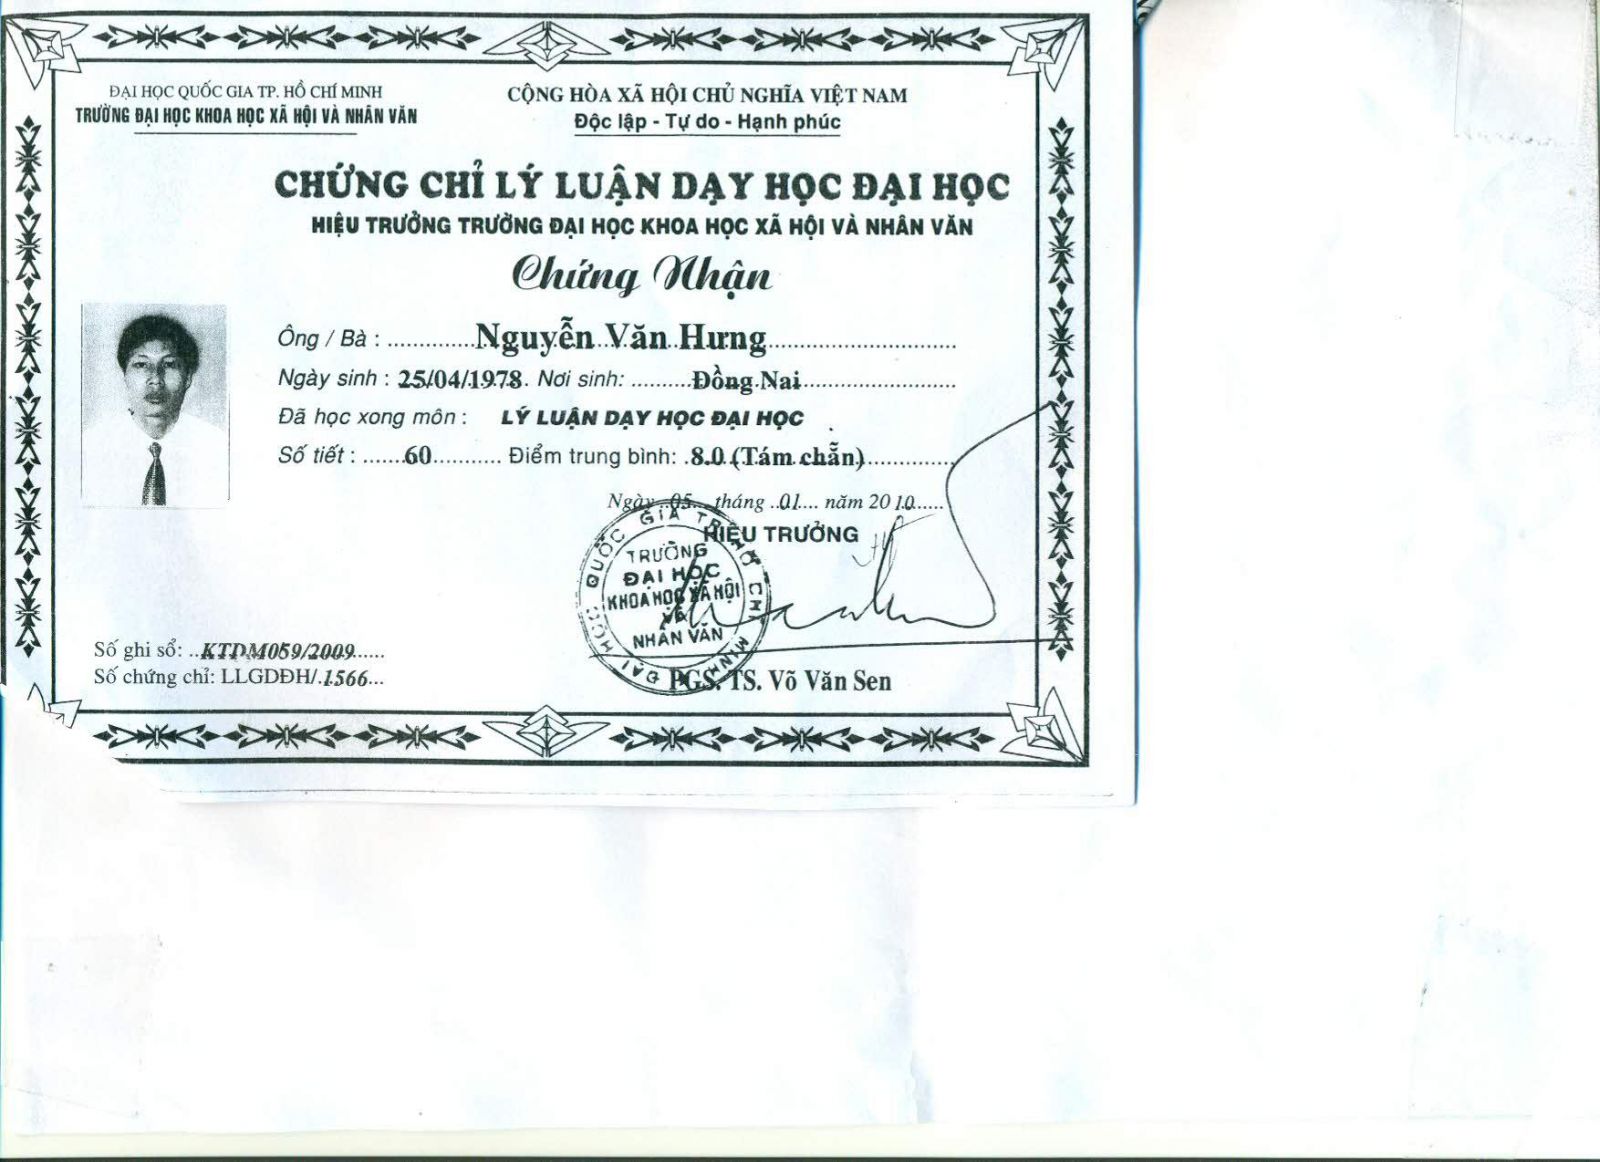 ĐẠI HỌC QUỐC GIA TP. HỒ CHÍ MINH
TRƯỜNG ĐẠI HỌC KHOA HỌC XÃ HỘI VÀ NHÂN VĂN
CỘNG HÒA XÃ HỘI CHỦ NGHĨA VIỆT NAM
Độc lập - Tự do - Hạnh phúc
CHỨNG CHỈ LÝ LUẬN DẠY HỌC ĐẠI HỌC
HIỆU TRƯỞNG TRƯỜNG ĐẠI HỌC KHOA HỌC XÃ HỘI VÀ NHÂN VĂN
Chứng Nhận
Ông / Bà : .............Nguyễn Văn Hưng.............................
Ngày sinh : 25/04/1978. Nơi sinh: .........Đồng Nai........................
Đã học xong môn : LÝ LUẬN DẠY HỌC ĐẠI HỌC
Số tiết : ......60.......... Điểm trung bình: .8.0 (Tám chẵn)..............
Ngày ..05... tháng ..01.... năm 2010......
HIỆU TRƯỞNG
ĐẠI HỌC QUỐC GIA TP HỒ CHÍ MINH
TRƯỜNG
ĐẠI HỌC
KHOA HỌC XÃ HỘI
VÀ
NHÂN VĂN
PGS. TS. Võ Văn Sen
Số ghi sổ: ..KTDM059/2009......
Số chứng chỉ: LLGDĐH/.1566...